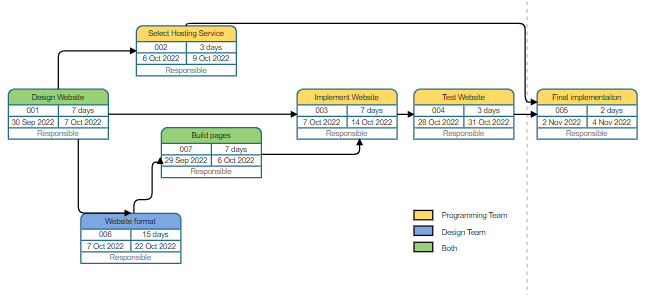 Select Hosting Service
002 3 days
6 Oct 2022 9 Oct 2022
Responsible
Design Website
001 7 days
30 Sep 2022 7 Oct 2022
Responsible
Implement Website
003 7 days
7 Oct 2022 14 Oct 2022
Responsible
Test Website
004 3 days
28 Oct 2022 31 Oct 2022
Responsible
Final implementaiton
005 2 days
2 Nov 2022 4 Nov 2022
Responsible
Build pages
007 7 days
29 Sep 2022 6 Oct 2022
Responsible
Website format
006 15 days
7 Oct 2022 22 Oct 2022
Responsible
Programming Team
Design Team
Both